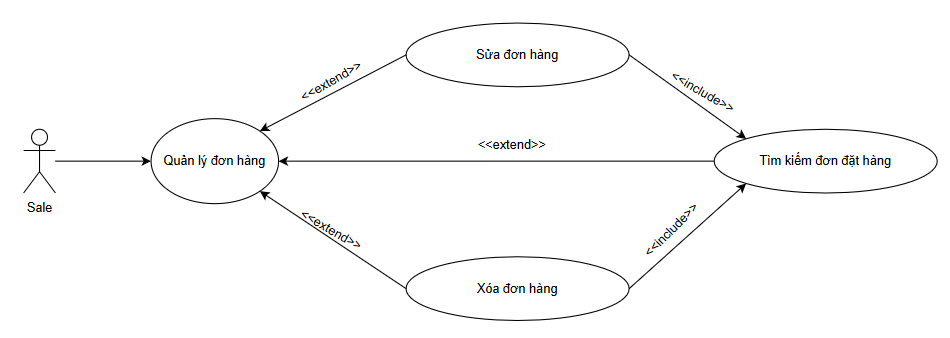 Sửa đơn hàng
<<extend>>
<<include>>
<<extend>>
Quản lý đơn hàng
Tìm kiếm đơn đặt hàng
Sale
<<extend>>
<<include>>
Xóa đơn hàng